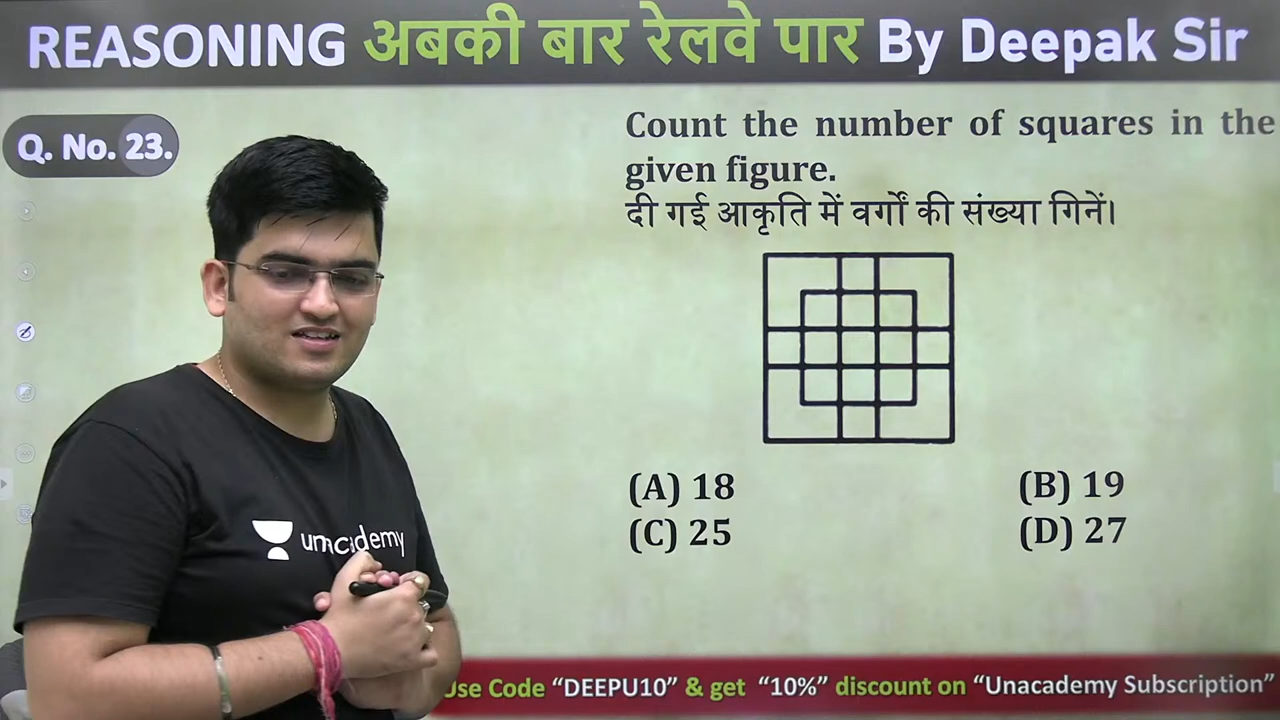 REASONING अबकी बार रेलवे पार By Deepak Sir
Q. No. 23.
Count the number of squares in the
given figure.
दी गई आकृति में वर्गों की संख्या गिनें।
(A) 18
(B) 19
(C) 25
(D) 27
unacademy
Use Code “DEEPU10” & get “10%” discount on “Unacademy Subscription”